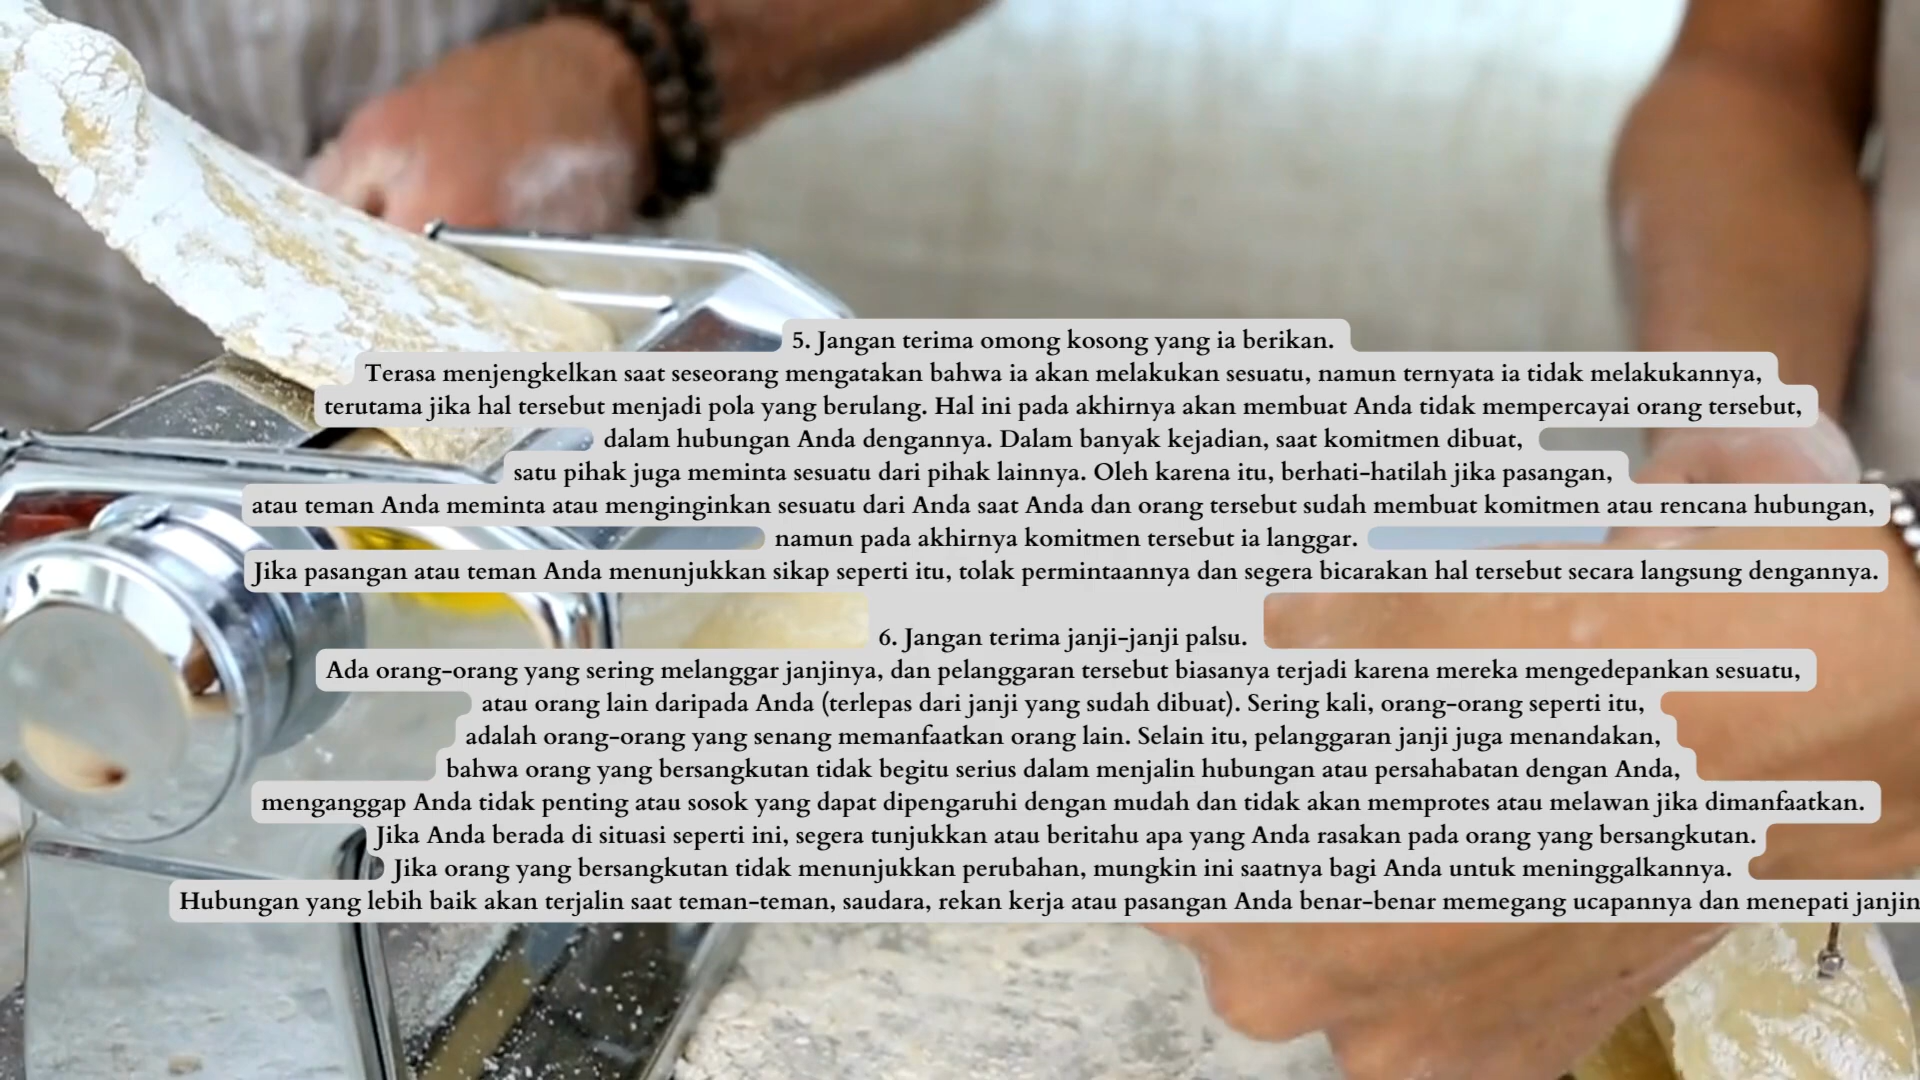 5. Jangan terima omong kosong yang ia berikan.
Terasa menjengkelkan saat seseorang mengatakan bahwa ia akan melakukan sesuatu, namun ternyata ia tidak melakukannya,
terutama jika hal tersebut menjadi pola yang berulang. Hal ini pada akhirnya akan membuat Anda tidak mempercayai orang tersebut,
dalam hubungan Anda dengannya. Dalam banyak kejadian, saat komitmen dibuat,
satu pihak juga meminta sesuatu dari pihak lainnya. Oleh karena itu, berhati-hatilah jika pasangan,
atau teman Anda meminta atau menginginkan sesuatu dari Anda saat Anda dan orang tersebut sudah membuat komitmen atau rencana hubungan,
namun pada akhirnya komitmen tersebut ia langgar.
Jika pasangan atau teman Anda menunjukkan sikap seperti itu, tolak permintaannya dan segera bicarakan hal tersebut secara langsung dengannya.
6. Jangan terima janji-janji palsu.
Ada orang-orang yang sering melanggar janjinya, dan pelanggaran tersebut biasanya terjadi karena mereka mengedepankan sesuatu,
atau orang lain daripada Anda (terlepas dari janji yang sudah dibuat). Sering kali, orang-orang seperti itu,
adalah orang-orang yang senang memanfaatkan orang lain. Selain itu, pelanggaran janji juga menandakan,
bahwa orang yang bersangkutan tidak begitu serius dalam menjalin hubungan atau persahabatan dengan Anda,
menganggap Anda tidak penting atau sosok yang dapat dipengaruhi dengan mudah dan tidak akan memprotes atau melawan jika dimanfaatkan.
Jika Anda berada di situasi seperti ini, segera tunjukkan atau beritahu apa yang Anda rasakan pada orang yang bersangkutan.
Jika orang yang bersangkutan tidak menunjukkan perubahan, mungkin ini saatnya bagi Anda untuk meninggalkannya.
Hubungan yang lebih baik akan terjalin saat teman-teman, saudara, rekan kerja atau pasangan Anda benar-benar memegang ucapannya dan menepati